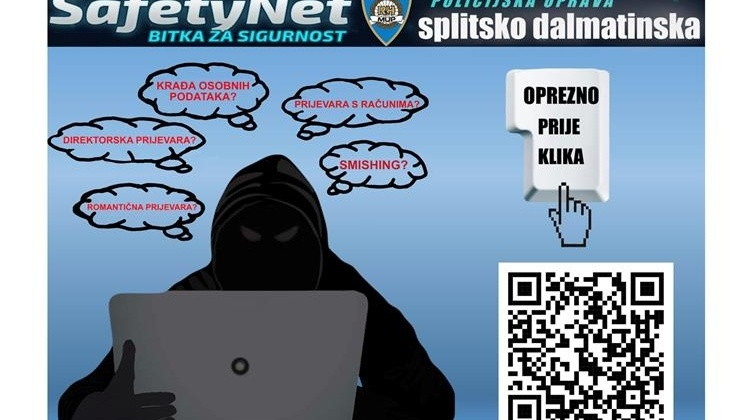 SafetyNet
BITKA ZA SIGURNOST
MUP
POLICIJSKA UPRAVA
splitsko dalmatinska
KRAĐA OSOBNIH
PODATAKA?
PRIJEVARA S RAČUNIMA?
DIREKTORSKA PRIJEVARA?
SMISHING?
ROMANTIČNA PRIJEVARA?
OPREZNO
PRIJE
KLIKA